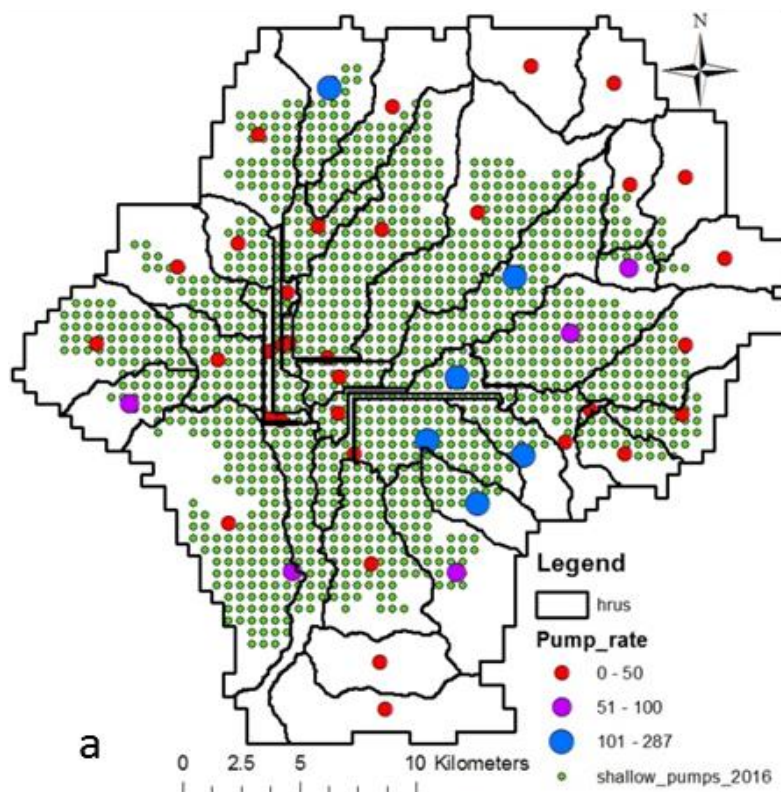 N
Legend
hrus
Pump_rate
0 - 50
51 - 100
101 - 287
shallow_pumps_2016
a
0 2.5 5 10 Kilometers